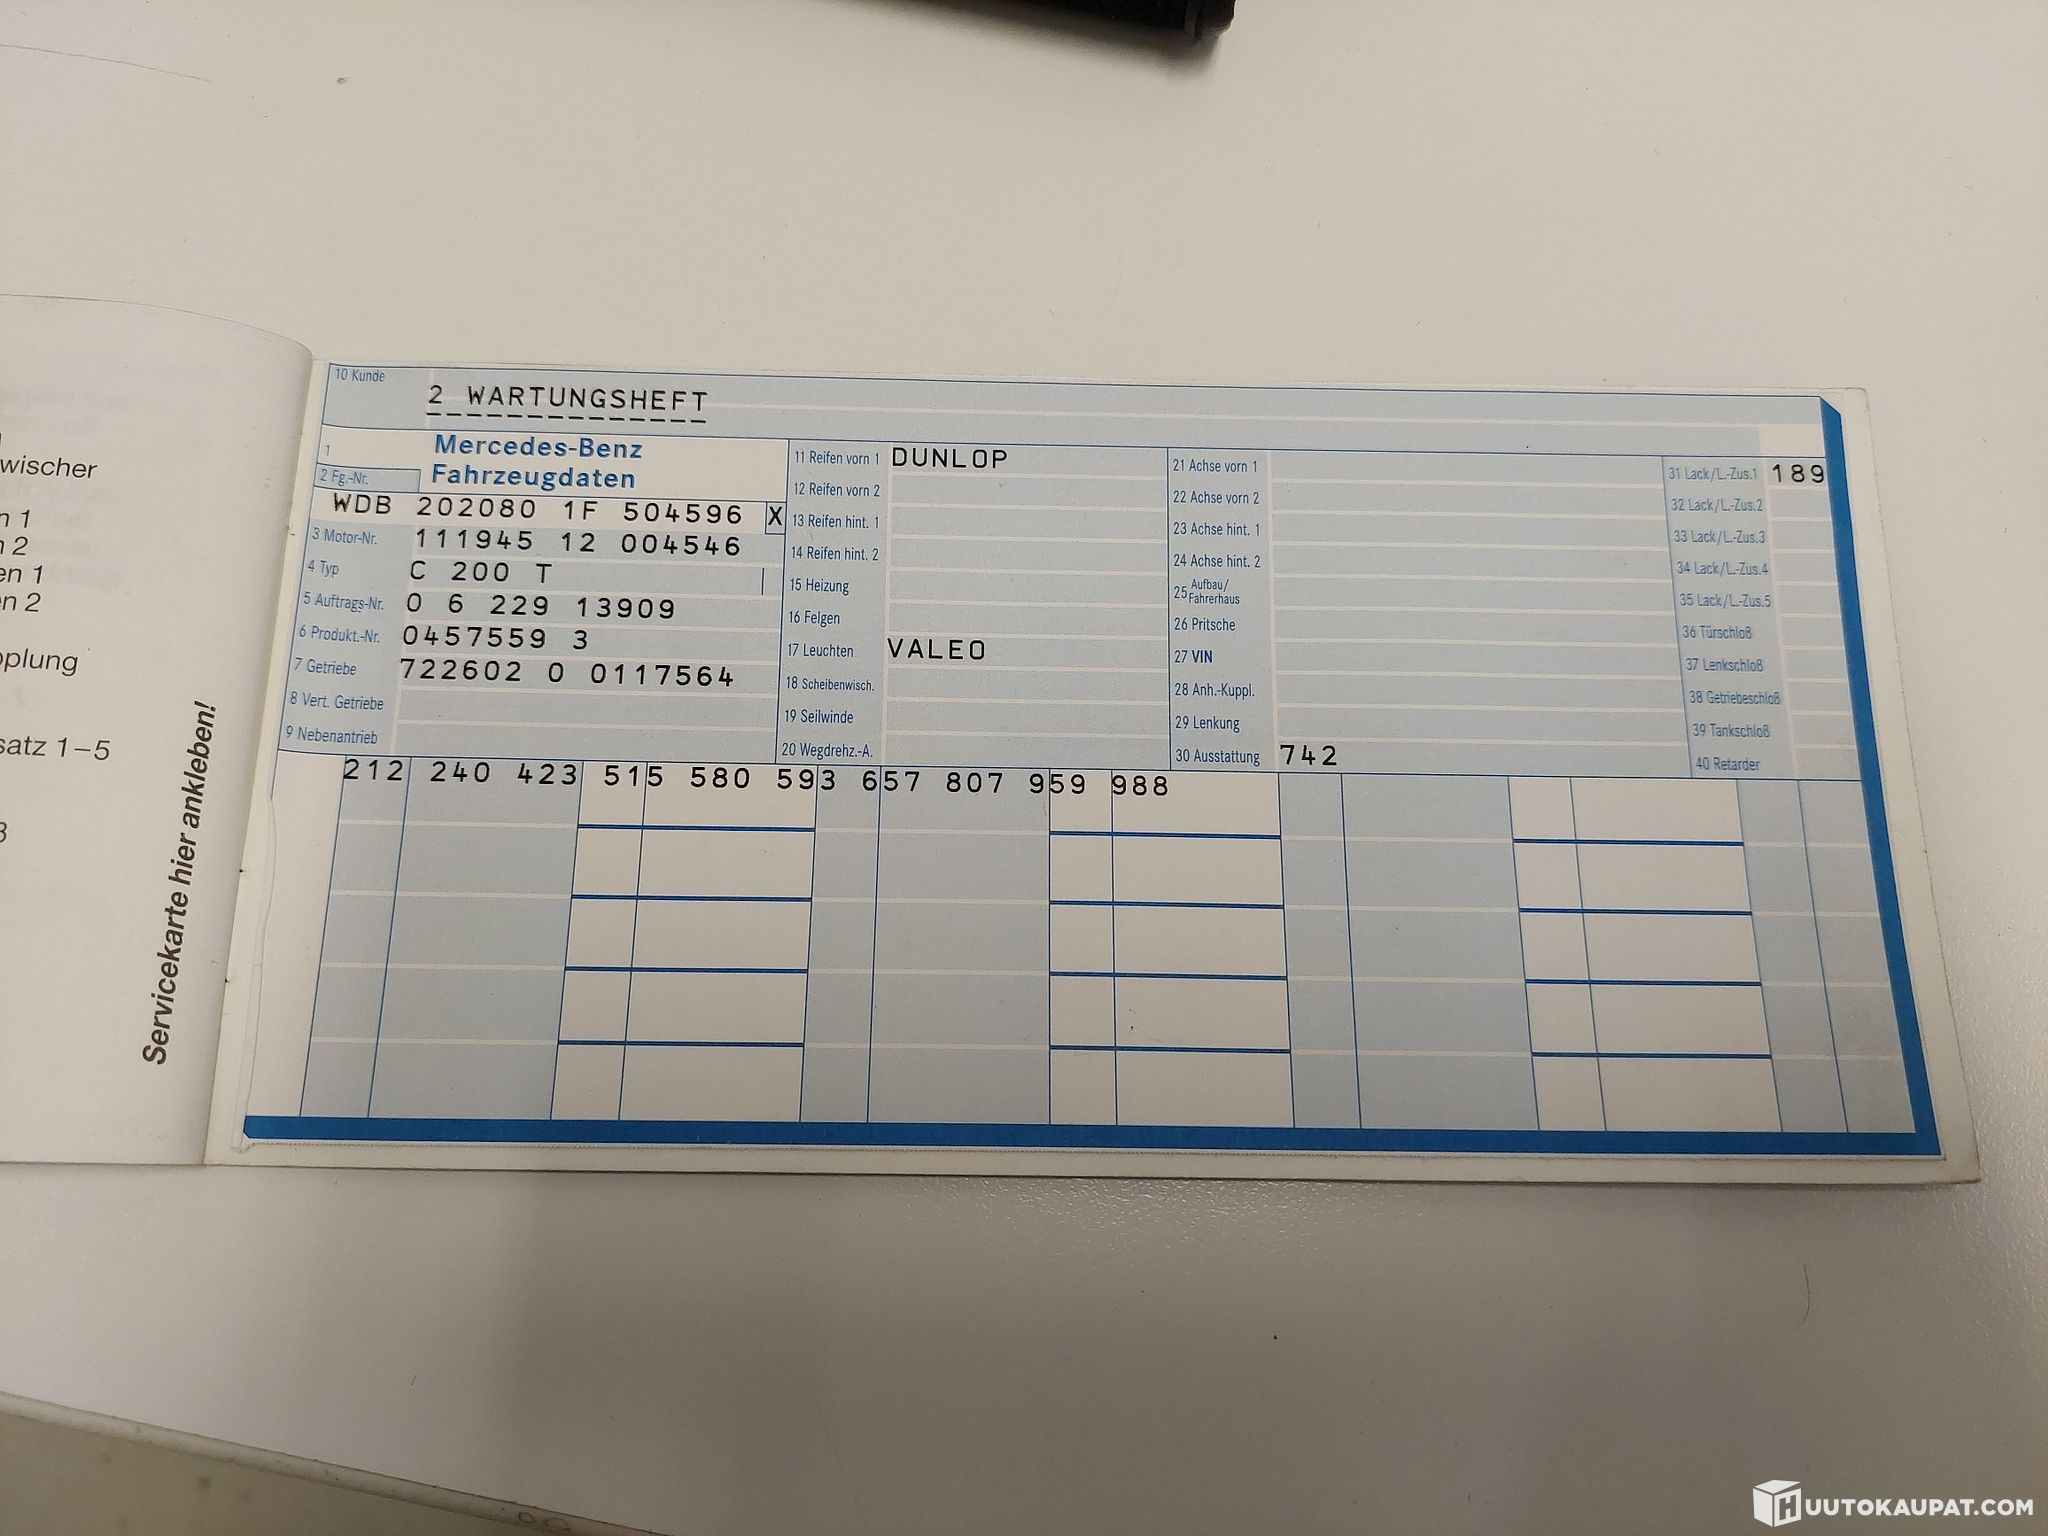 wischer
n 1
n 2
en 1
en 2
pplung
satz 1–5
Servicekarte hier ankleben!
10 Kunde
2 WARTUNGSHEFT
1
Mercedes-Benz
Fahrzeugdaten
2 Fg.-Nr.
WDB 202080 1F 504596 X
3 Motor-Nr. 111945 12 004546
4 Typ C 200 T
5 Auftrags-Nr. 0 6 229 13909
6 Produkt.-Nr. 0457559 3
7 Getriebe 722602 0 0117564
8 Vert. Getriebe
9 Nebenantrieb
11 Reifen vorn 1 DUNLOP
12 Reifen vorn 2
13 Reifen hint. 1
14 Reifen hint. 2
15 Heizung
16 Felgen
17 Leuchten VALEO
18 Scheibenwisch.
19 Seilwinde
20 Wegdrehz.-A.
21 Achse vorn 1
22 Achse vorn 2
23 Achse hint. 1
24 Achse hint. 2
25 Aufbau/
Fahrerhaus
26 Pritsche
27 VIN
28 Anh.-Kuppl.
29 Lenkung
30 Ausstattung 742
31 Lack/L.-Zus.1 189
32 Lack/L.-Zus.2
33 Lack/L.-Zus.3
34 Lack/L.-Zus.4
35 Lack/L.-Zus.5
36 Türschloß
37 Lenkschloß
38 Getriebeschloß
39 Tankschloß
40 Retarder
212 240 423 515 580 593 657 807 959 988
HUUTOKAUPAT.COM